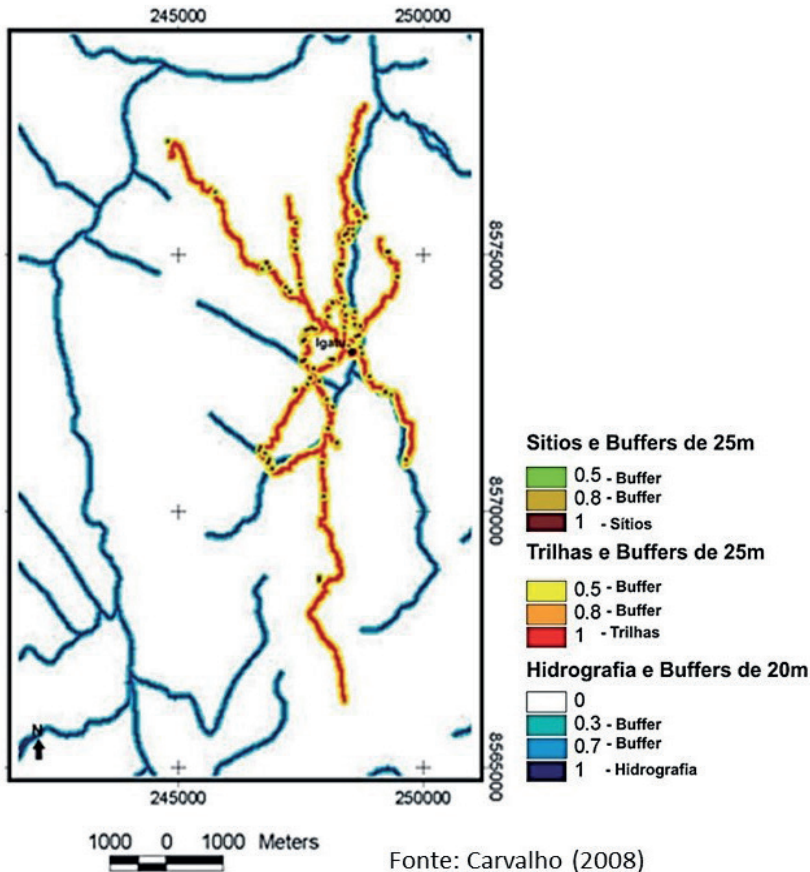 245000 250000
8575000
Igatu
8570000
8565000
N
245000 250000
1000 0 1000 Meters
Sitios e Buffers de 25m
0.5 - Buffer
0.8 - Buffer
1 - Sítios
Trilhas e Buffers de 25m
0.5 - Buffer
0.8 - Buffer
1 - Trilhas
Hidrografia e Buffers de 20m
0
0.3 - Buffer
0.7 - Buffer
1 - Hidrografia
Fonte: Carvalho (2008)